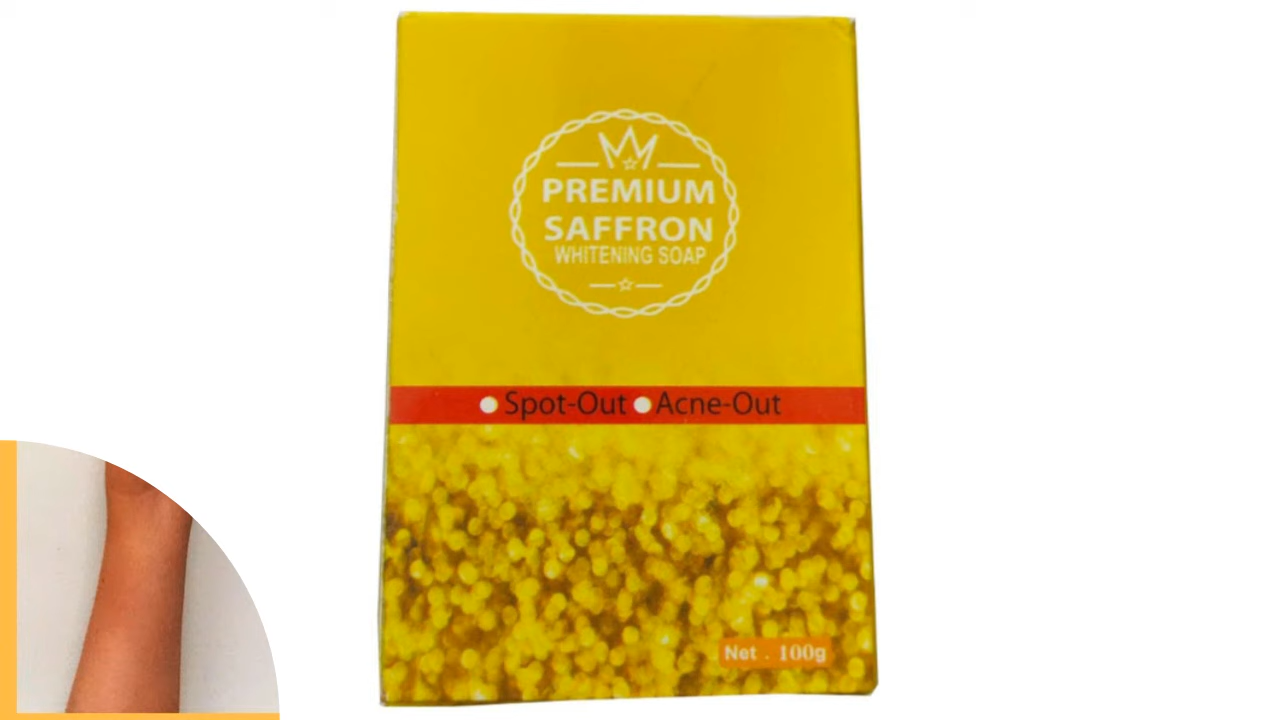 PREMIUM
SAFFRON
WHITENING SOAP
Spot-Out Acne-Out
Net . 100g